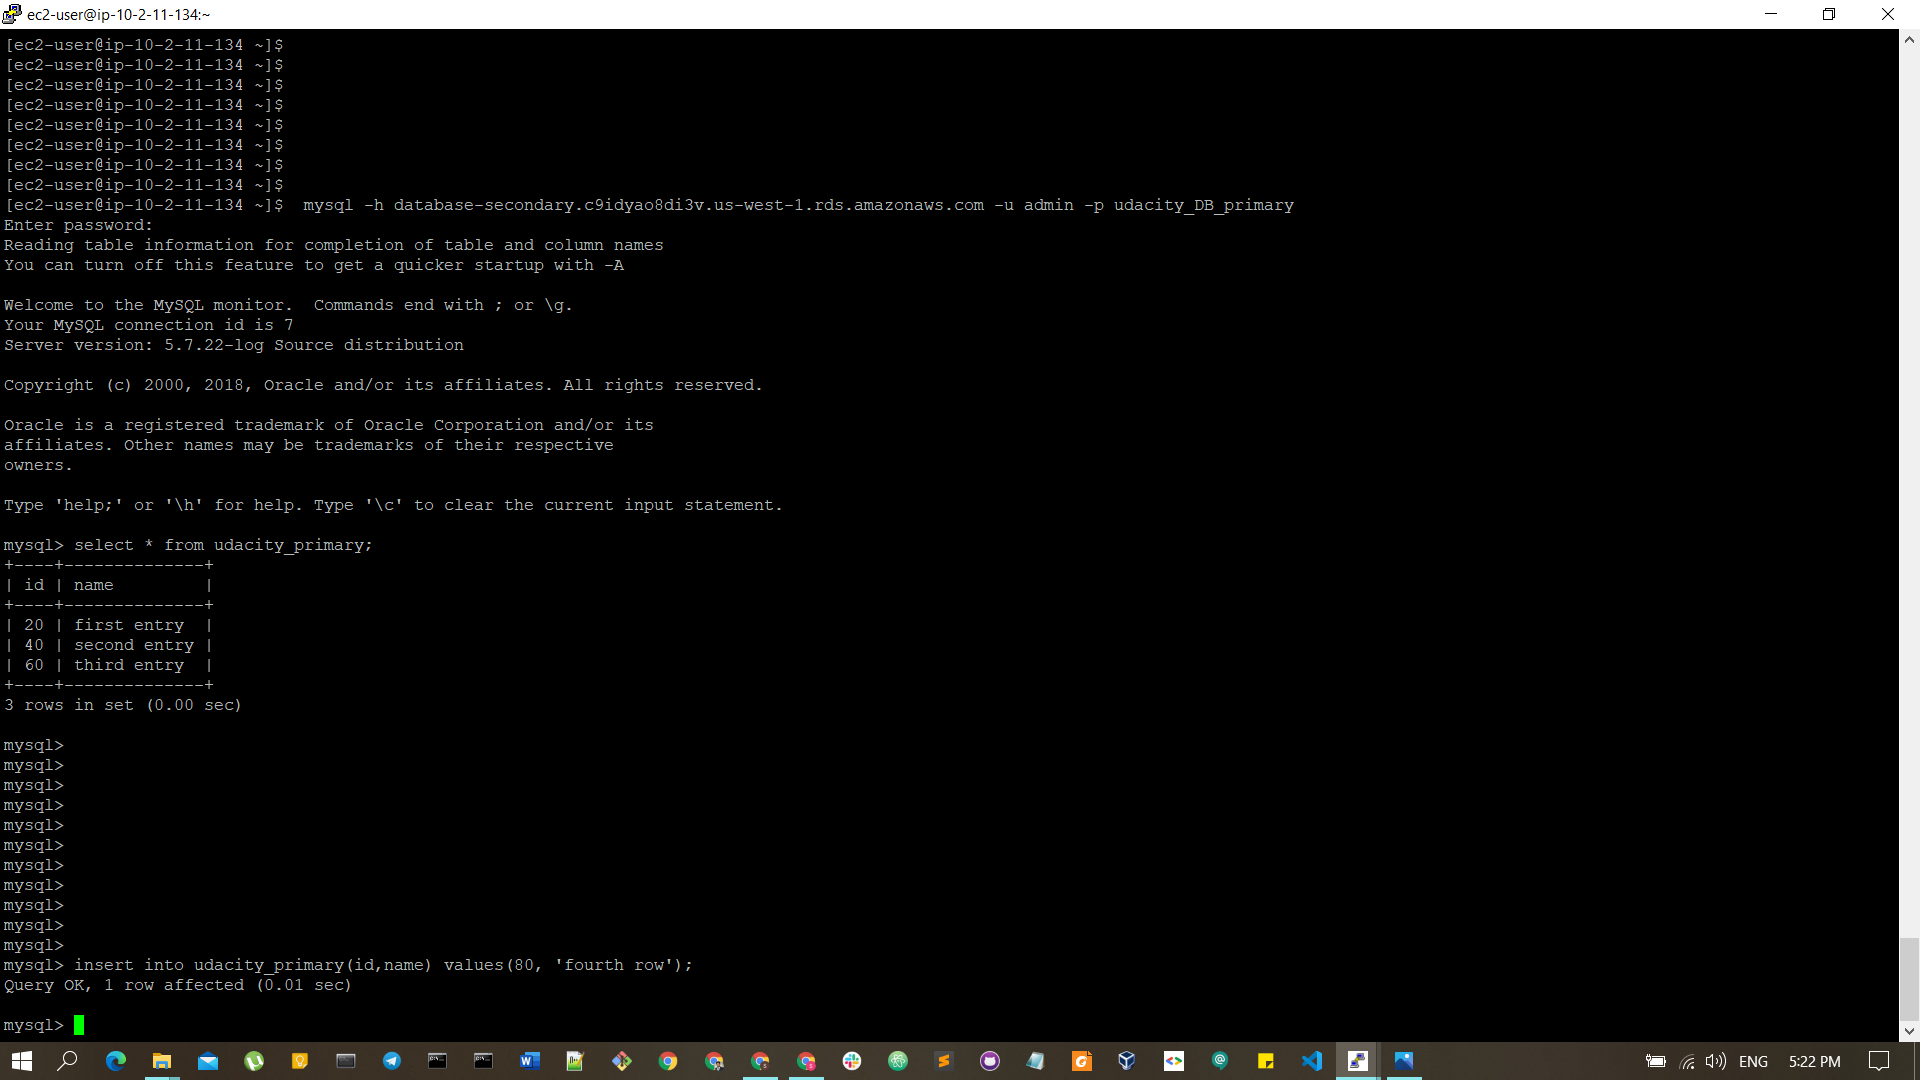 ec2-user@ip-10-2-11-134:~
[ec2-user@ip-10-2-11-134 ~]$
[ec2-user@ip-10-2-11-134 ~]$
[ec2-user@ip-10-2-11-134 ~]$
[ec2-user@ip-10-2-11-134 ~]$
[ec2-user@ip-10-2-11-134 ~]$
[ec2-user@ip-10-2-11-134 ~]$
[ec2-user@ip-10-2-11-134 ~]$
[ec2-user@ip-10-2-11-134 ~]$
[ec2-user@ip-10-2-11-134 ~]$  mysql -h database-secondary.c9idyao8di3v.us-west-1.rds.amazonaws.com -u admin -p udacity_DB_primary
Enter password:
Reading table information for completion of table and column names
You can turn off this feature to get a quicker startup with -A
Welcome to the MySQL monitor.  Commands end with ; or \g.
Your MySQL connection id is 7
Server version: 5.7.22-log Source distribution
Copyright (c) 2000, 2018, Oracle and/or its affiliates. All rights reserved.
Oracle is a registered trademark of Oracle Corporation and/or its
affiliates. Other names may be trademarks of their respective
owners.
Type 'help;' or '\h' for help. Type '\c' to clear the current input statement.
mysql> select * from udacity_primary;
+----+--------------+
| id | name         |
+----+--------------+
| 20 | first entry  |
| 40 | second entry |
| 60 | third entry  |
+----+--------------+
3 rows in set (0.00 sec)
mysql>
mysql>
mysql>
mysql>
mysql>
mysql>
mysql>
mysql>
mysql>
mysql>
mysql>
mysql> insert into udacity_primary(id,name) values(80, 'fourth row');
Query OK, 1 row affected (0.01 sec)
mysql>
ENG 5:22 PM